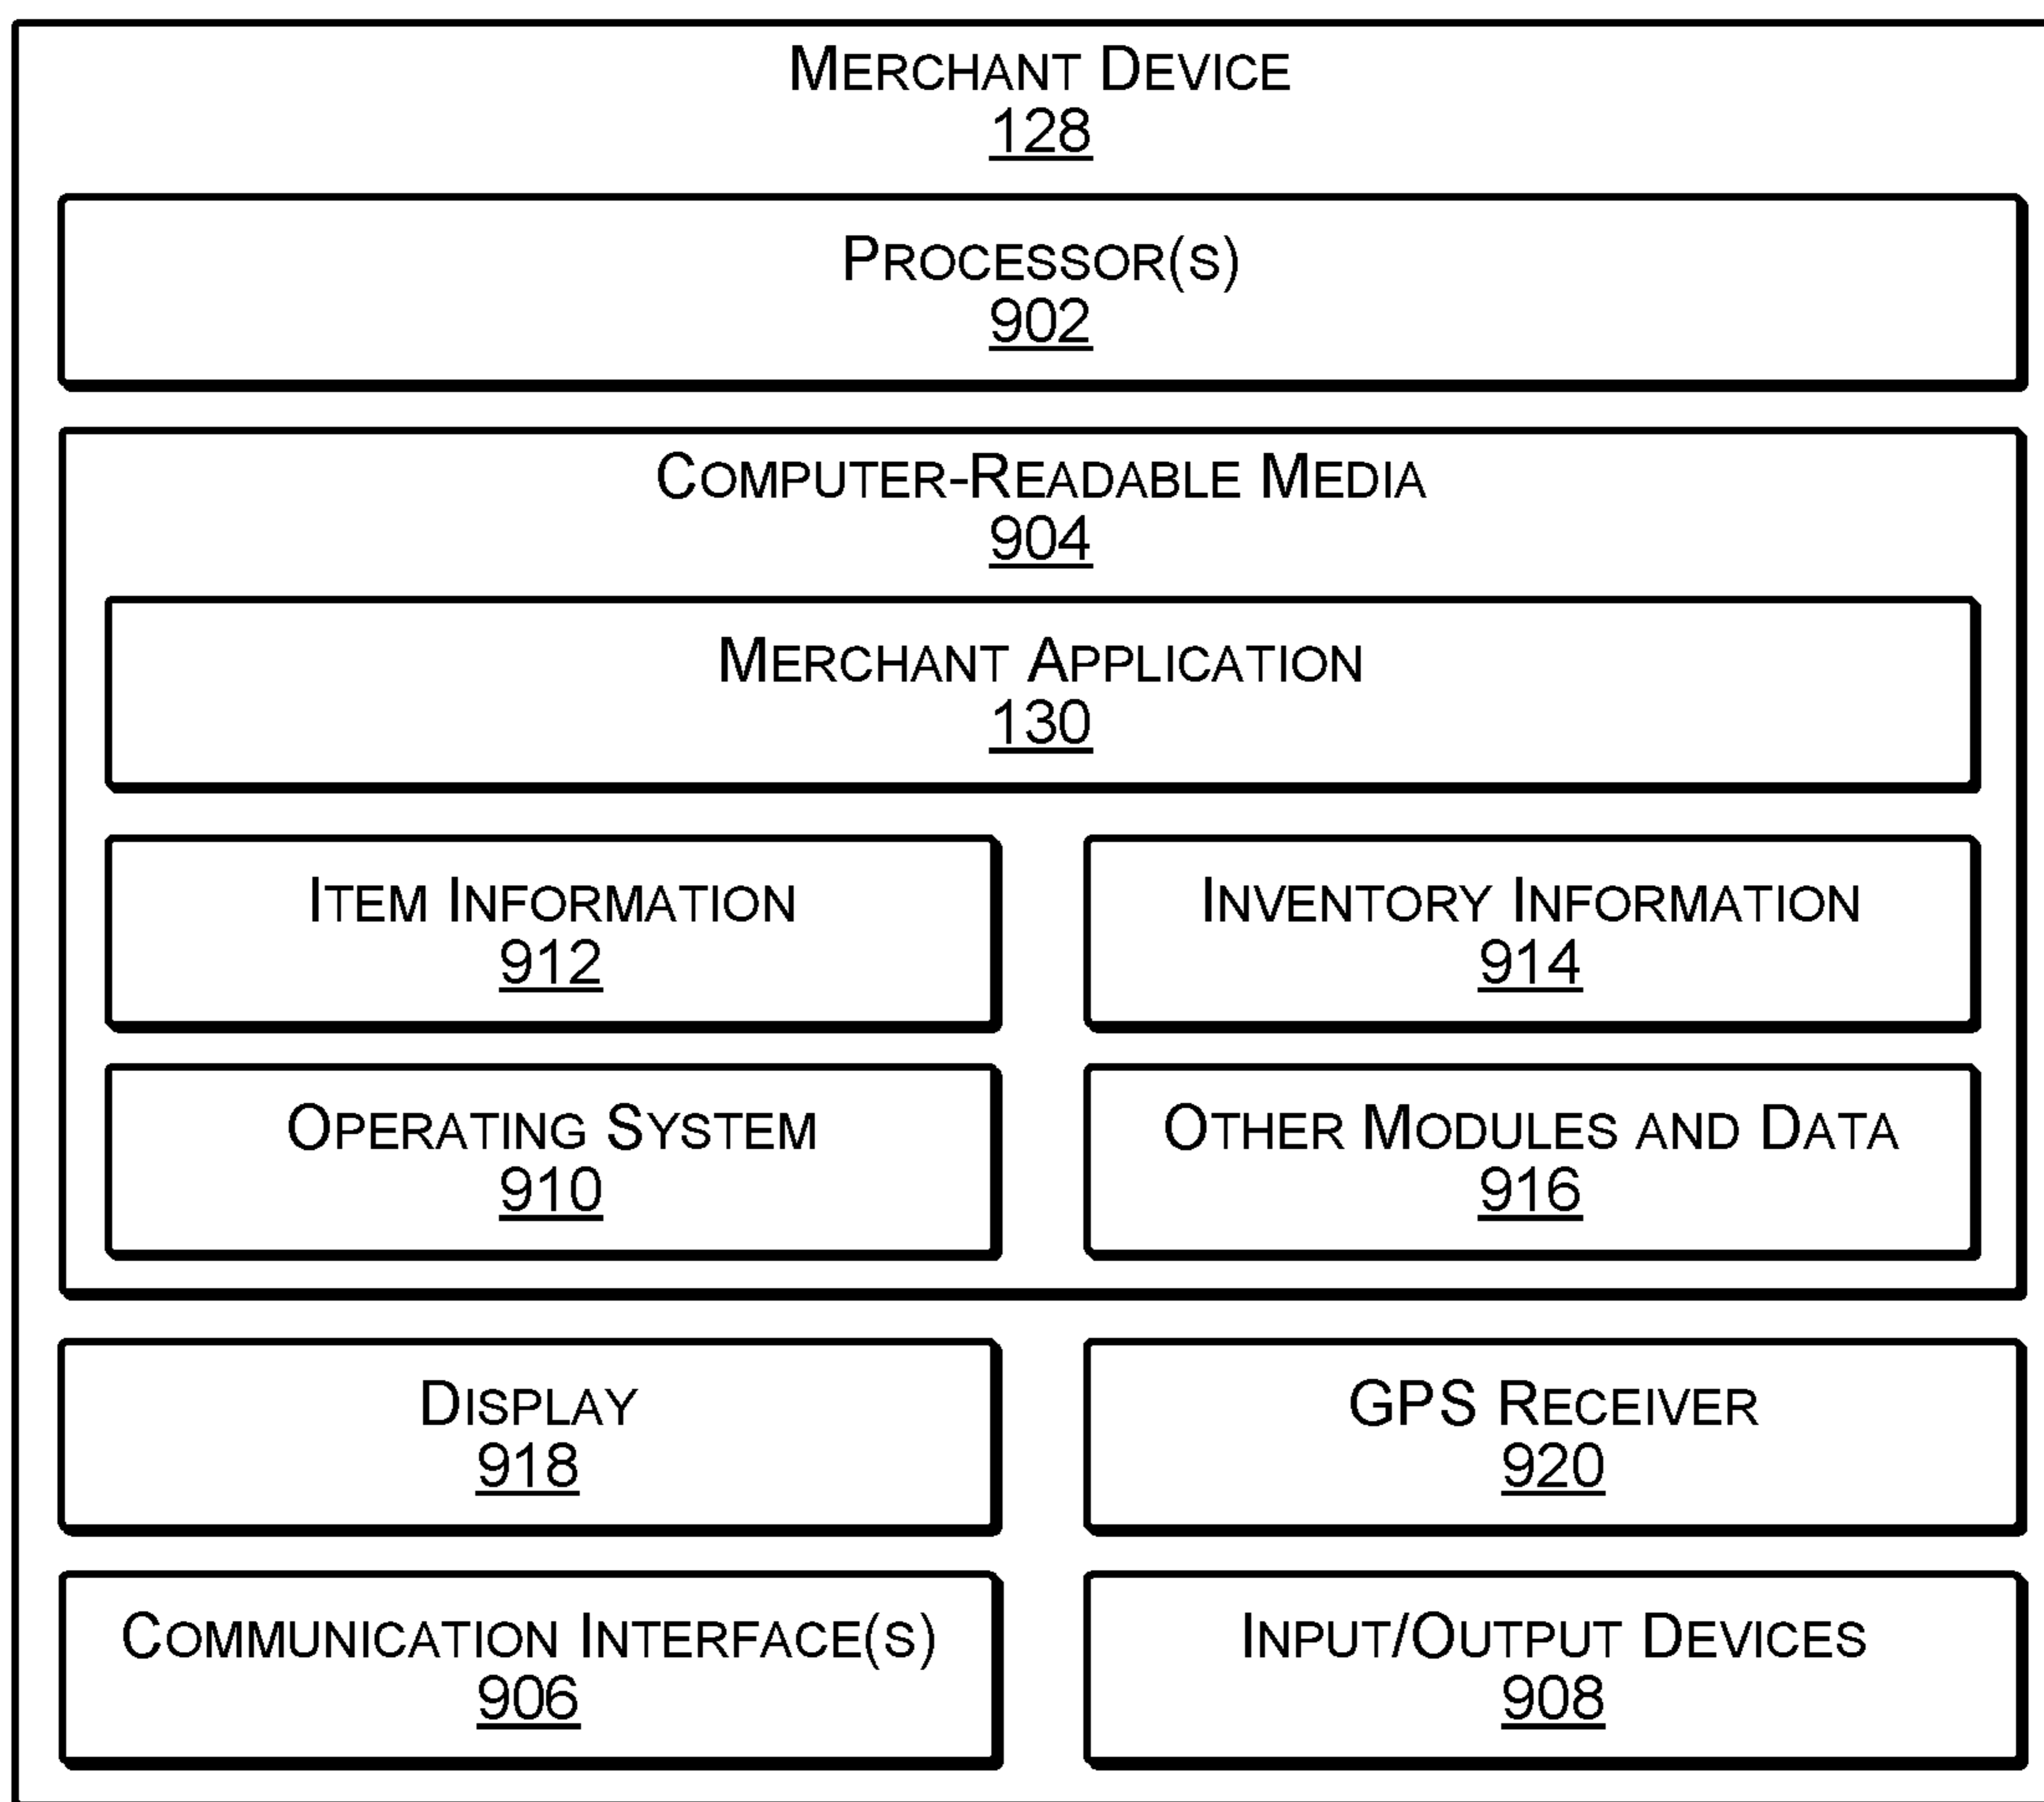 MERCHANT DEVICE
128
PROCESSOR(S)
902
COMPUTER-READABLE MEDIA
904
MERCHANT APPLICATION
130
ITEM INFORMATION
912
INVENTORY INFORMATION
914
OPERATING SYSTEM
910
OTHER MODULES AND DATA
916
DISPLAY
918
GPS RECEIVER
920
COMMUNICATION INTERFACE(S)
906
INPUT/OUTPUT DEVICES
908